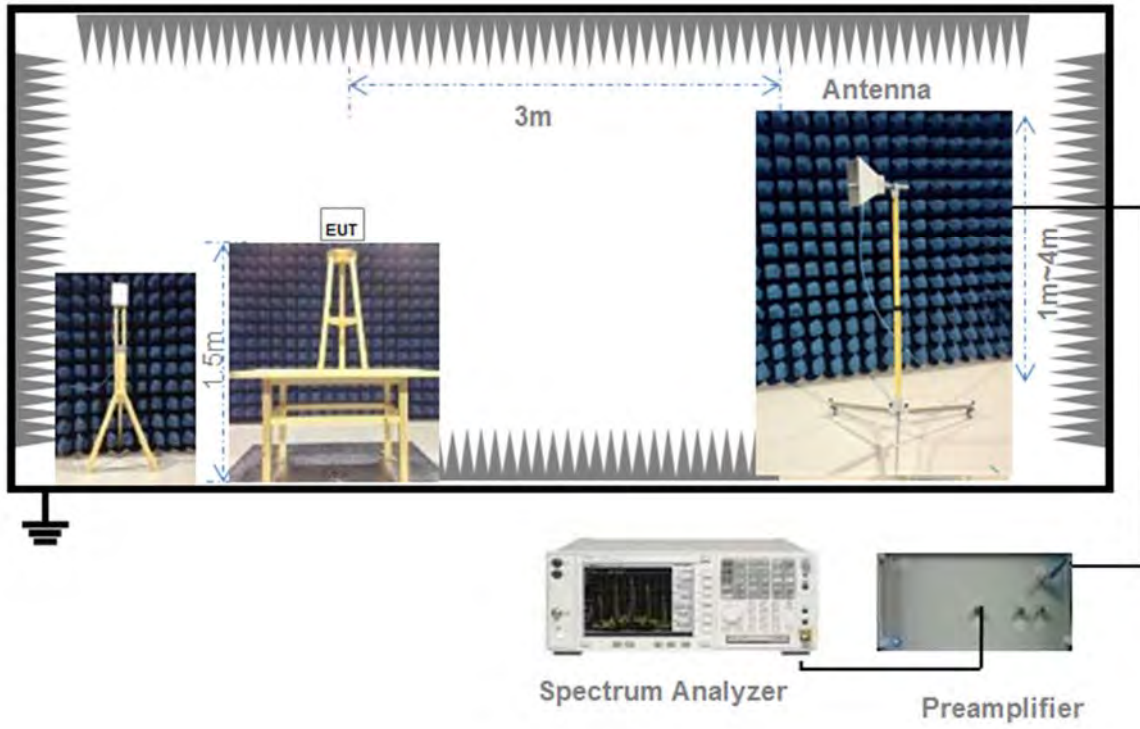 Antenna
3m
EUT
1.5m
1m~4m
Spectrum Analyzer
Preamplifier